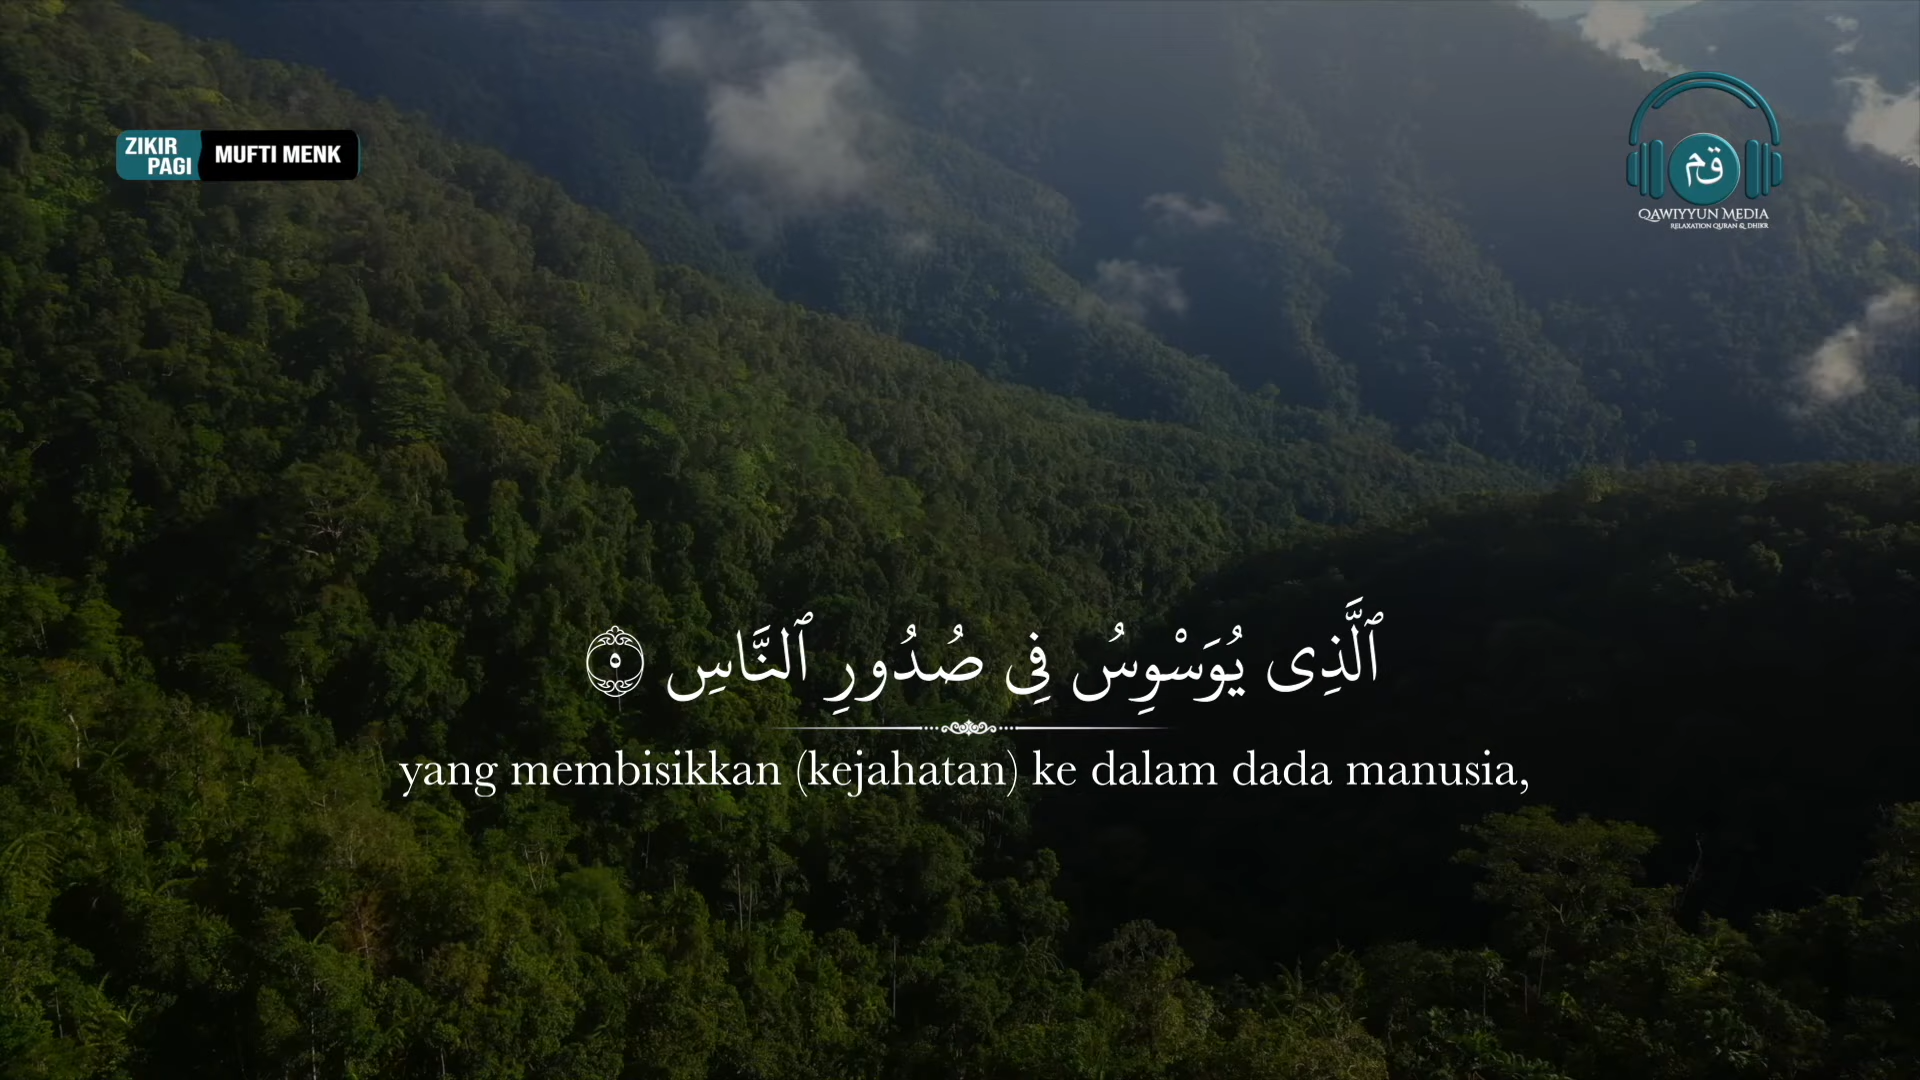 ZIKIR
PAGI
MUFTI MENK
قم
QAWIYYUN MEDIA
RELAXATION QURAN & DHIKR
ٱلَّذِى يُوَسْوِسُ فِى صُدُورِ ٱلنَّاسِ ٥
yang membisikkan (kejahatan) ke dalam dada manusia,